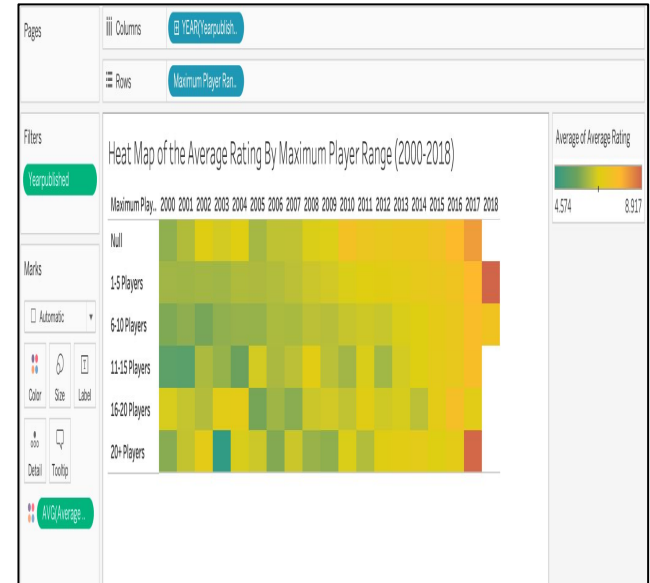 Pages
Columns
YEAR(Yearpublish..
Rows
Maximum Player Ran..
Filters
Yearpublished
Marks
Automatic
Color
Size
Label
Detail
Tooltip
AVG(Average..
Heat Map of the Average Rating By Maximum Player Range (2000-2018)
Maximum Play.. 2000 2001 2002 2003 2004 2005 2006 2007 2008 2009 2010 2011 2012 2013 2014 2015 2016 2017 2018
Null
1-5 Players
6-10 Players
11-15 Players
16-20 Players
20+ Players
Average of Average Rating
4.574 8.917